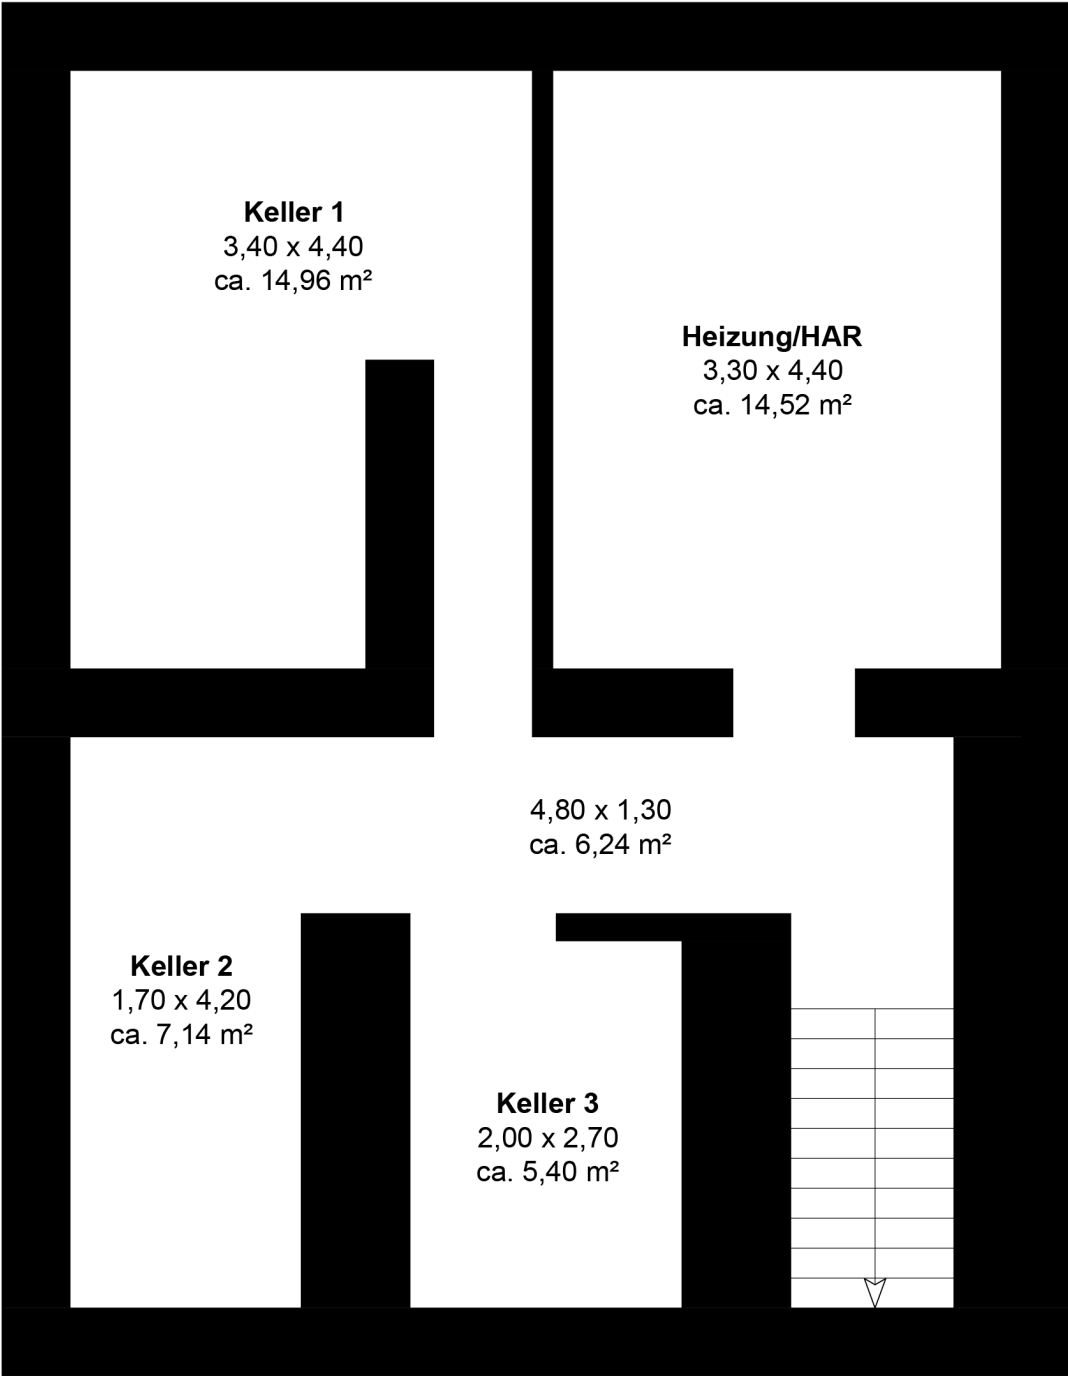 Keller 1
3,40 x 4,40
ca. 14,96 m²
Heizung/HAR
3,30 x 4,40
ca. 14,52 m²
4,80 x 1,30
ca. 6,24 m²
Keller 2
1,70 x 4,20
ca. 7,14 m²
Keller 3
2,00 x 2,70
ca. 5,40 m²